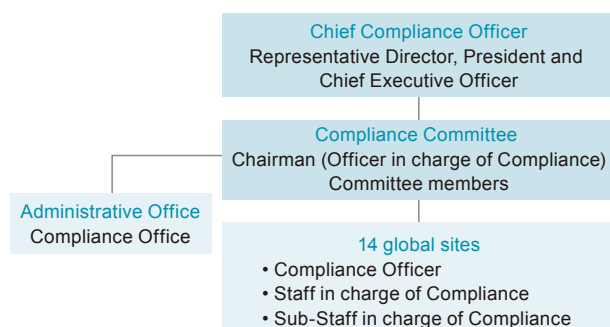 Chief Compliance Officer
Representative Director, President and
Chief Executive Officer
Compliance Committee
Chairman (Officer in charge of Compliance)
Committee members
Administrative Office
Compliance Office
14 global sites
• Compliance Officer
• Staff in charge of Compliance
• Sub-Staff in charge of Compliance